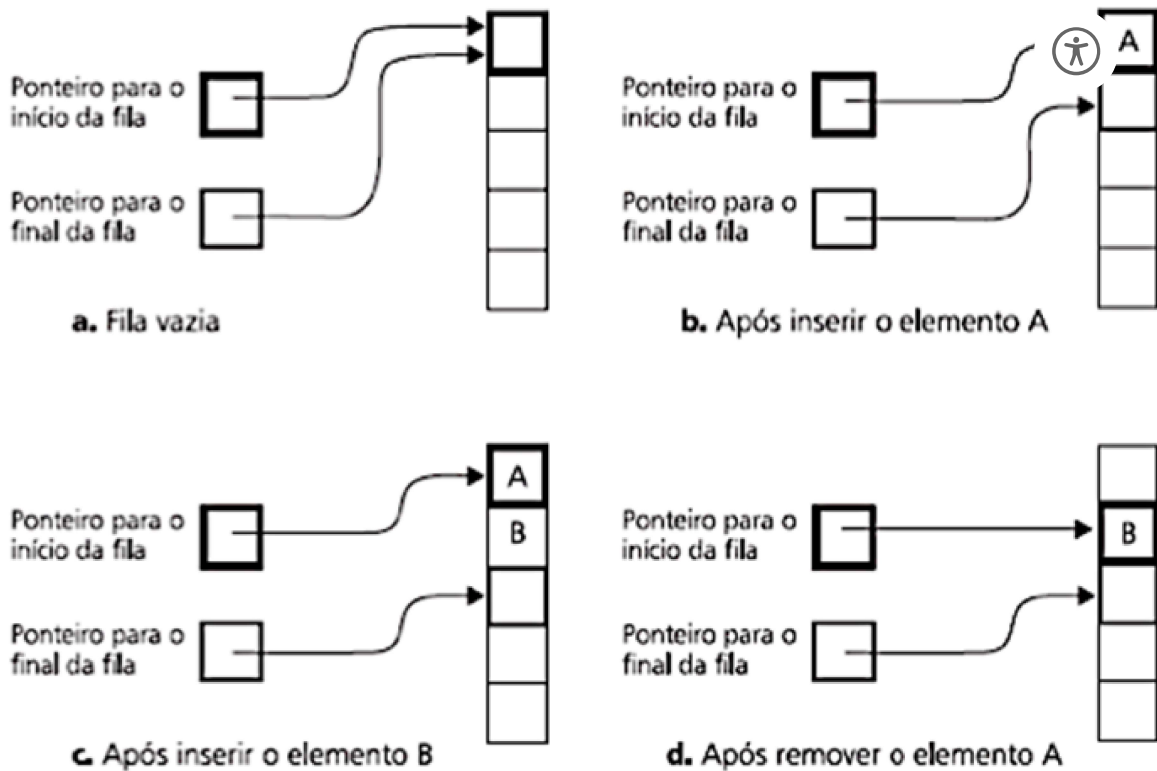 Ponteiro para o
início da fila
Ponteiro para o
final da fila
a. Fila vazia
Ponteiro para o
início da fila
A
Ponteiro para o
final da fila
b. Após inserir o elemento A
Ponteiro para o
início da fila
A
B
Ponteiro para o
final da fila
c. Após inserir o elemento B
Ponteiro para o
início da fila
B
Ponteiro para o
final da fila
d. Após remover o elemento A